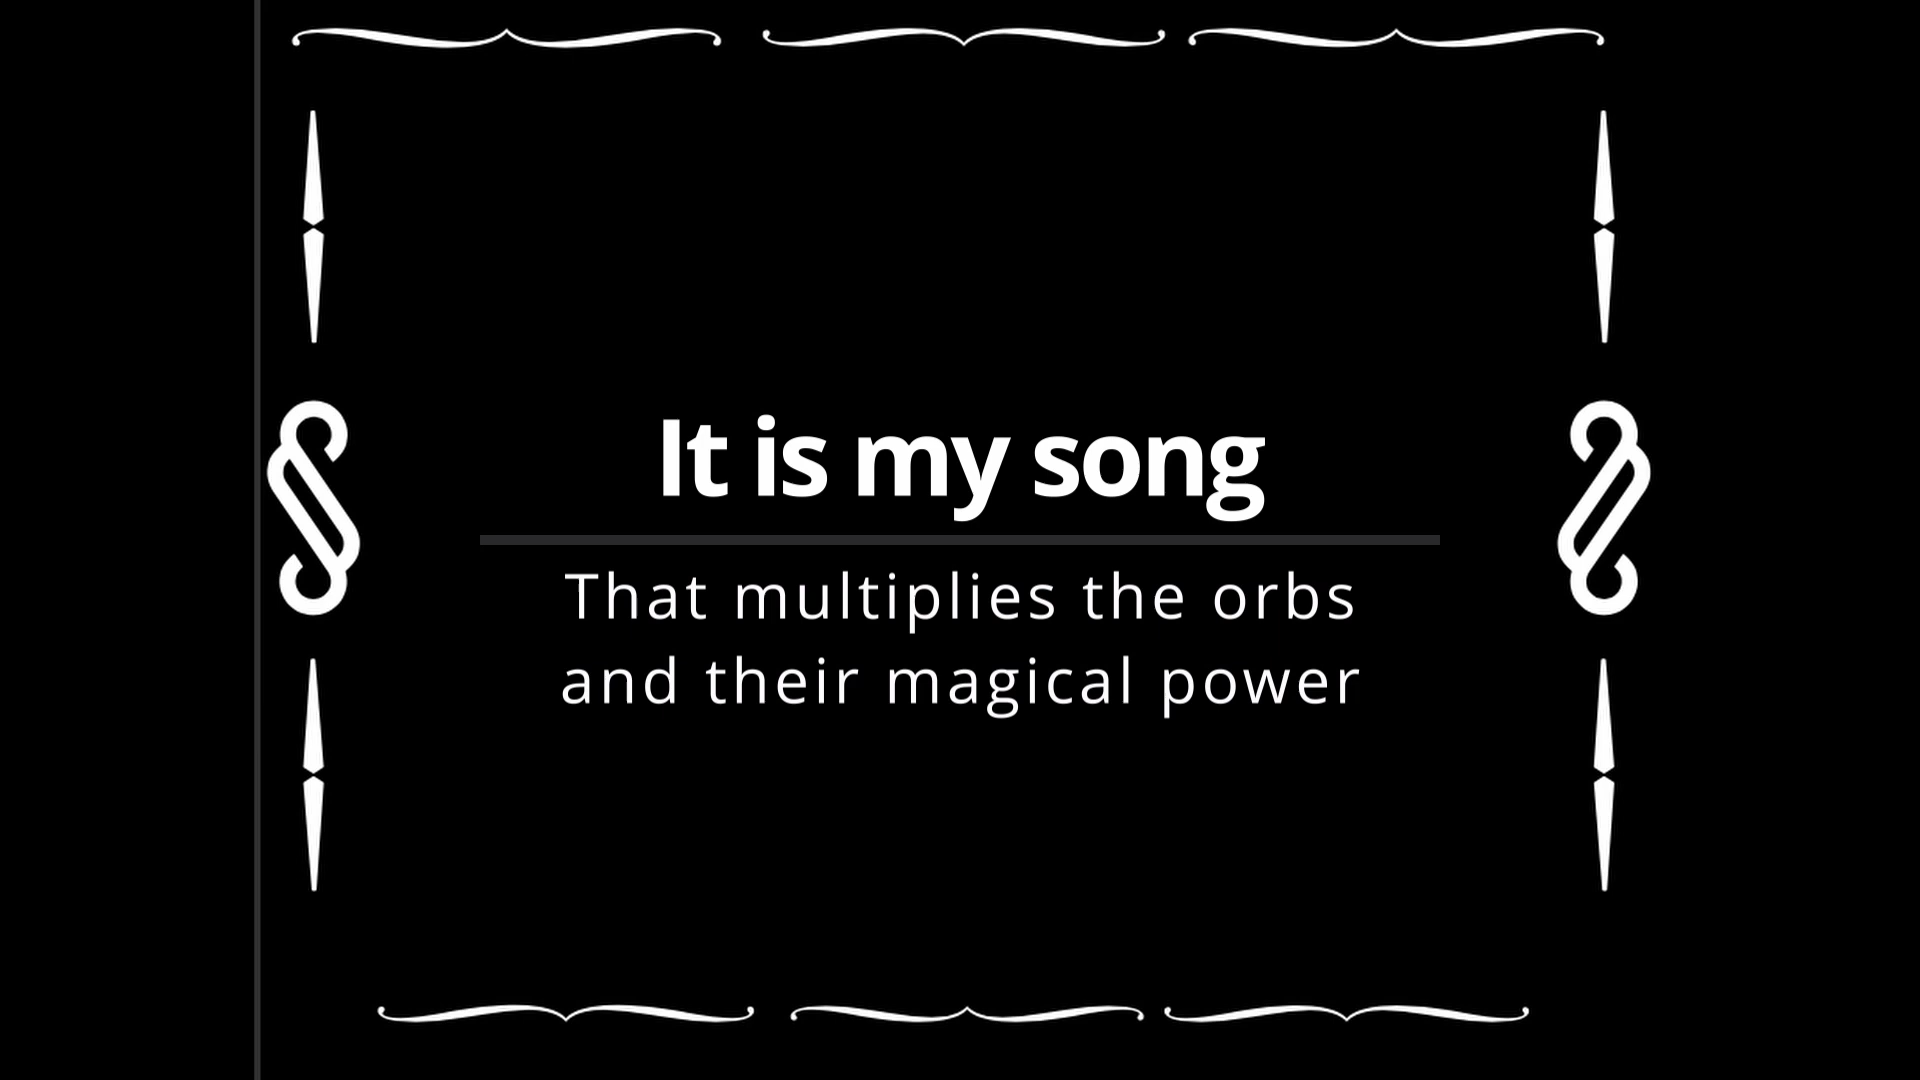 It is my song
That multiplies the orbs
and their magical power